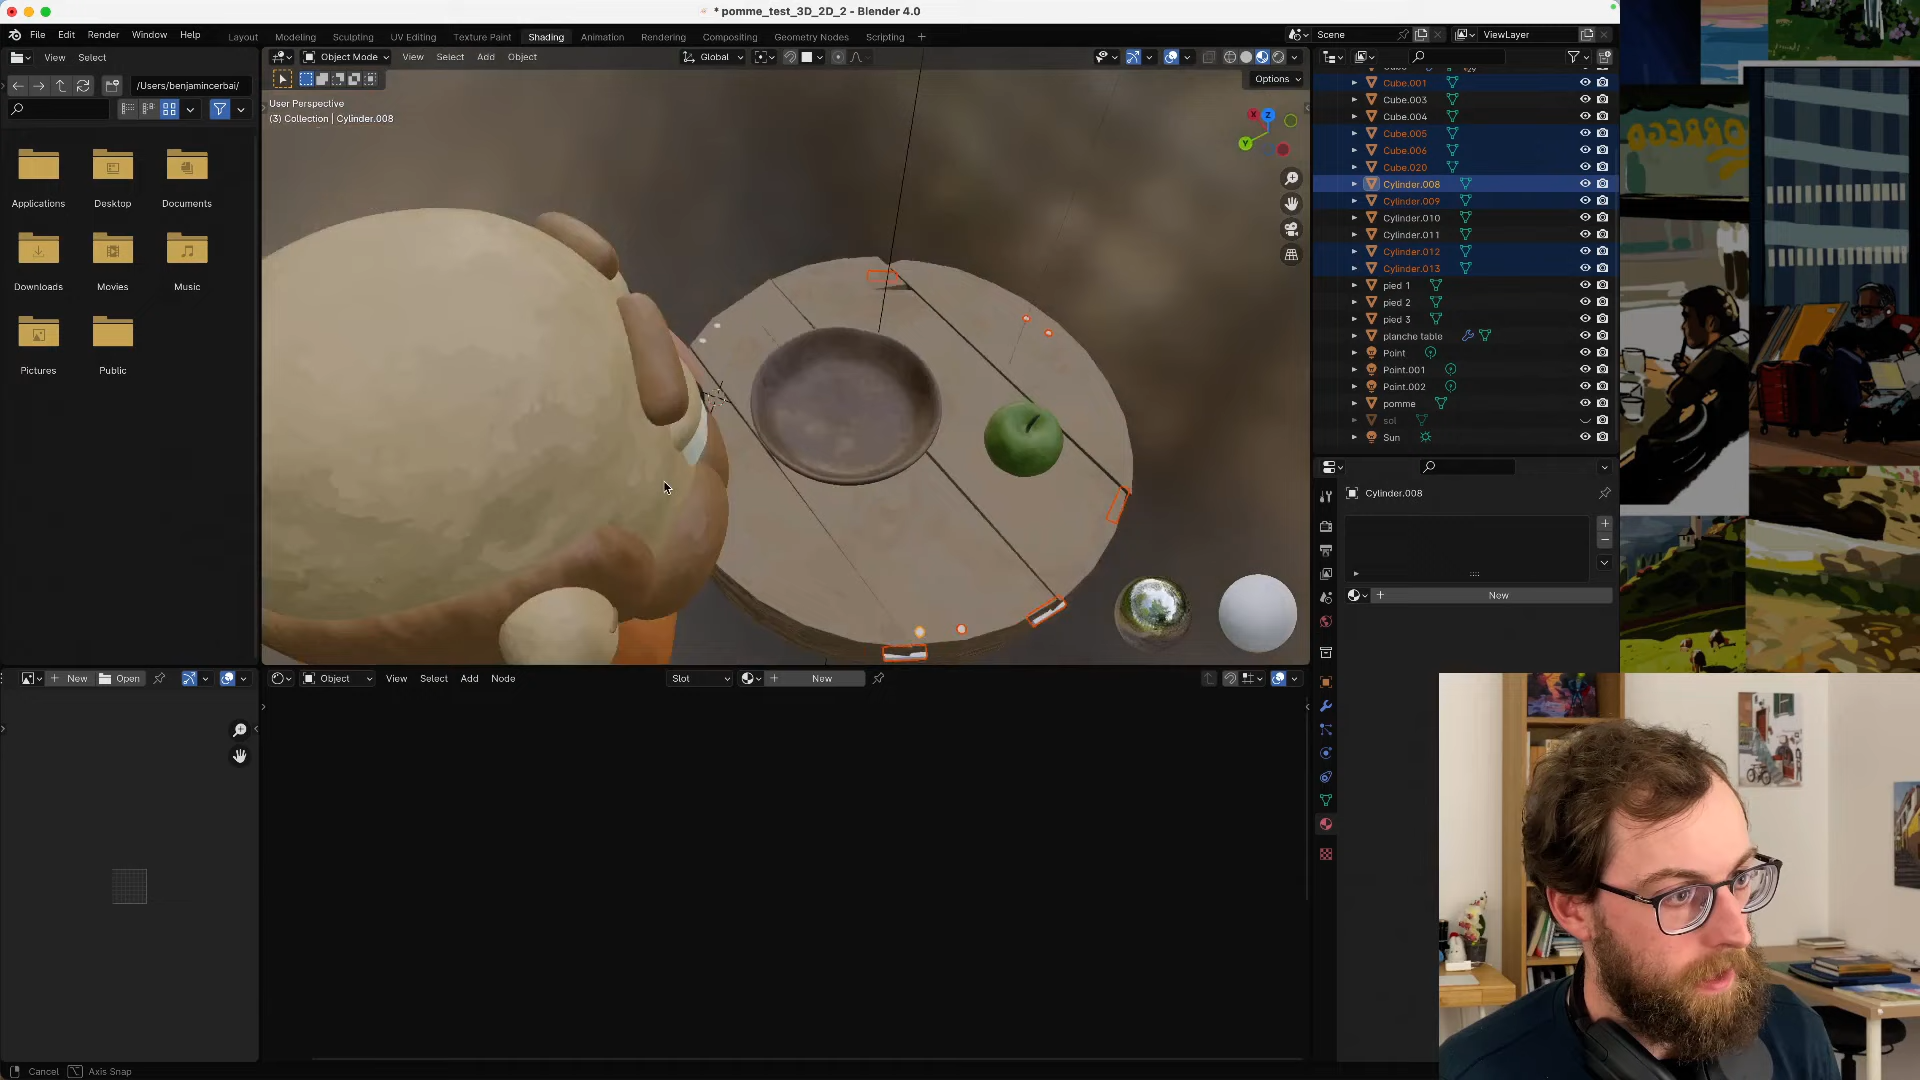 * pomme_test_3D_2D_2 - Blender 4.0
File Edit Render Window Help
Layout Modeling Sculpting UV Editing Texture Paint Shading Animation Rendering Compositing Geometry Nodes Scripting +
Scene
ViewLayer
View Select
Object Mode View Select Add Object
Global
/Users/benjamincerbai/
Options
User Perspective
(3) Collection | Cylinder.008
X Z Y
Applications Desktop Documents
Downloads Movies Music
Pictures Public
Cube.001
Cube.003
Cube.004
Cube.005
Cube.006
Cube.020
Cylinder.008
Cylinder.009
Cylinder.010
Cylinder.011
Cylinder.012
Cylinder.013
pied 1
pied 2
pied 3
planche table
Point
Point.001
Point.002
pomme
sol
Sun
Cylinder.008
New
New Open
Object View Select Add Node
Slot
New
Cancel Axis Snap